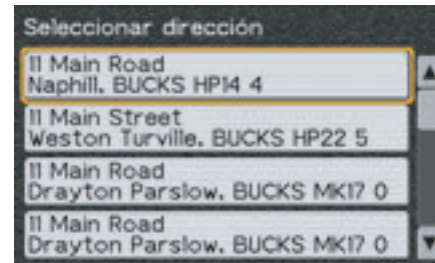 Seleccionar dirección
11 Main Road
Naphill, BUCKS HP14 4
11 Main Street
Weston Turville, BUCKS HP22 5
11 Main Road
Drayton Parslow, BUCKS MK17 0
11 Main Road
Drayton Parslow, BUCKS MK17 0